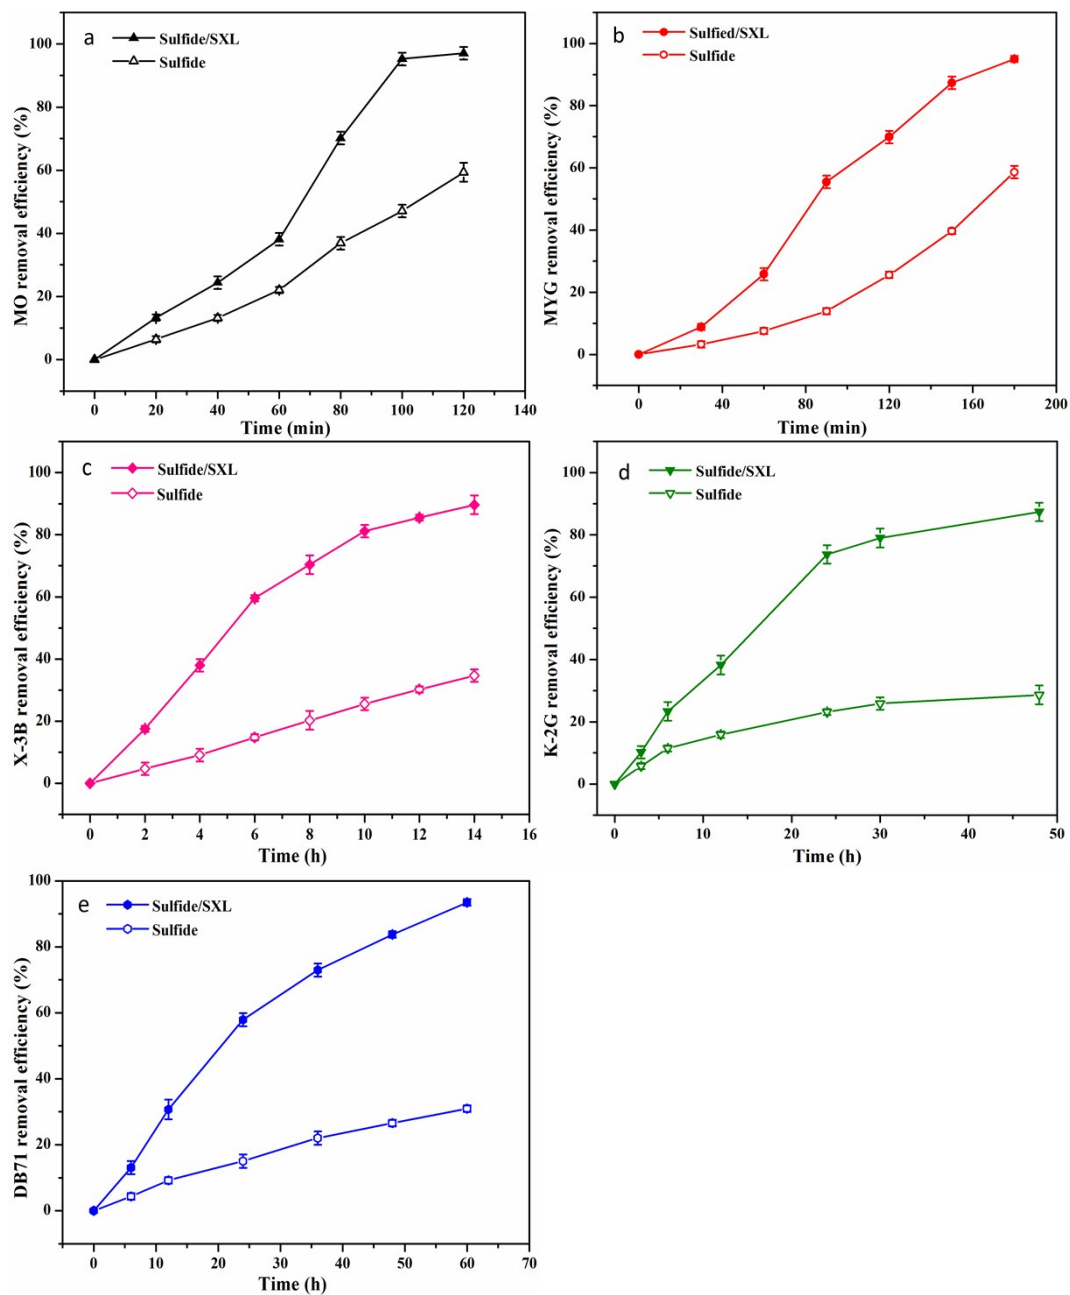 a
Sulfide/SXL
Sulfide
MO removal efficiency (%)
100
80
60
40
20
0
0 20 40 60 80 100 120 140
Time (min)
b
Sulfied/SXL
Sulfide
MYG removal efficiency (%)
100
80
60
40
20
0
0 40 80 120 160 200
Time (min)
c
Sulfide/SXL
Sulfide
X-3B removal efficiency (%)
100
80
60
40
20
0
0 2 4 6 8 10 12 14 16
Time (h)
d
Sulfide/SXL
Sulfide
K-2G removal efficiency (%)
100
80
60
40
20
0
0 10 20 30 40 50
Time (h)
e
Sulfide/SXL
Sulfide
DB71 removal efficiency (%)
100
80
60
40
20
0
0 10 20 30 40 50 60 70
Time (h)